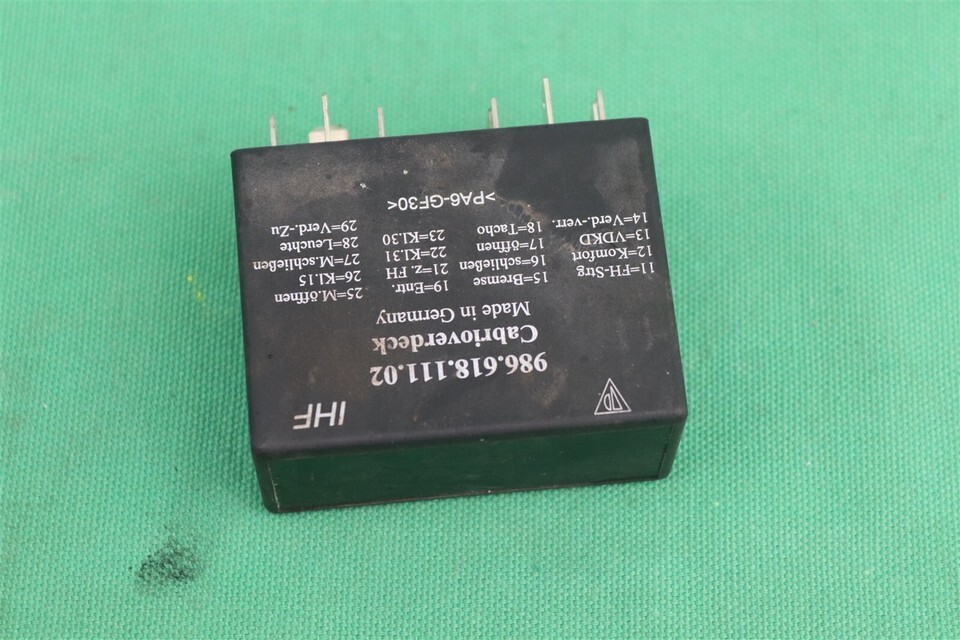 IHF
986.618.111.02
Cabrioverdeck
Made in Germany
11=FH-Strg 15=Bremse 19=Entr. 25=M.öffnen
12=Komfort 16=schließen 21=z. FH 26=Kl.15
13=VDKD 17=öffnen 22=Kl.31 27=M.schließen
14=Verd.-verr. 18=Tacho 23=Kl.30 28=Leuchte
29=Verd.-Zu
>PA6-GF30<